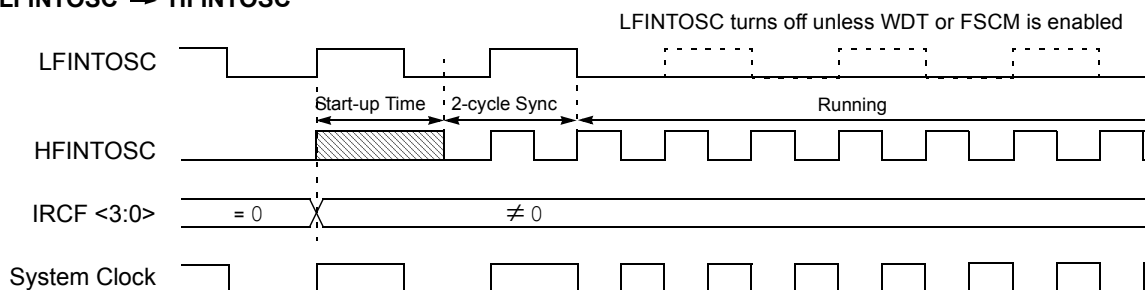 LFINTOSC ➔ HFINTOSC
LFINTOSC turns off unless WDT or FSCM is enabled
LFINTOSC
Start-up Time 2-cycle Sync Running
HFINTOSC
IRCF <3:0> = 0 ≠ 0
System Clock